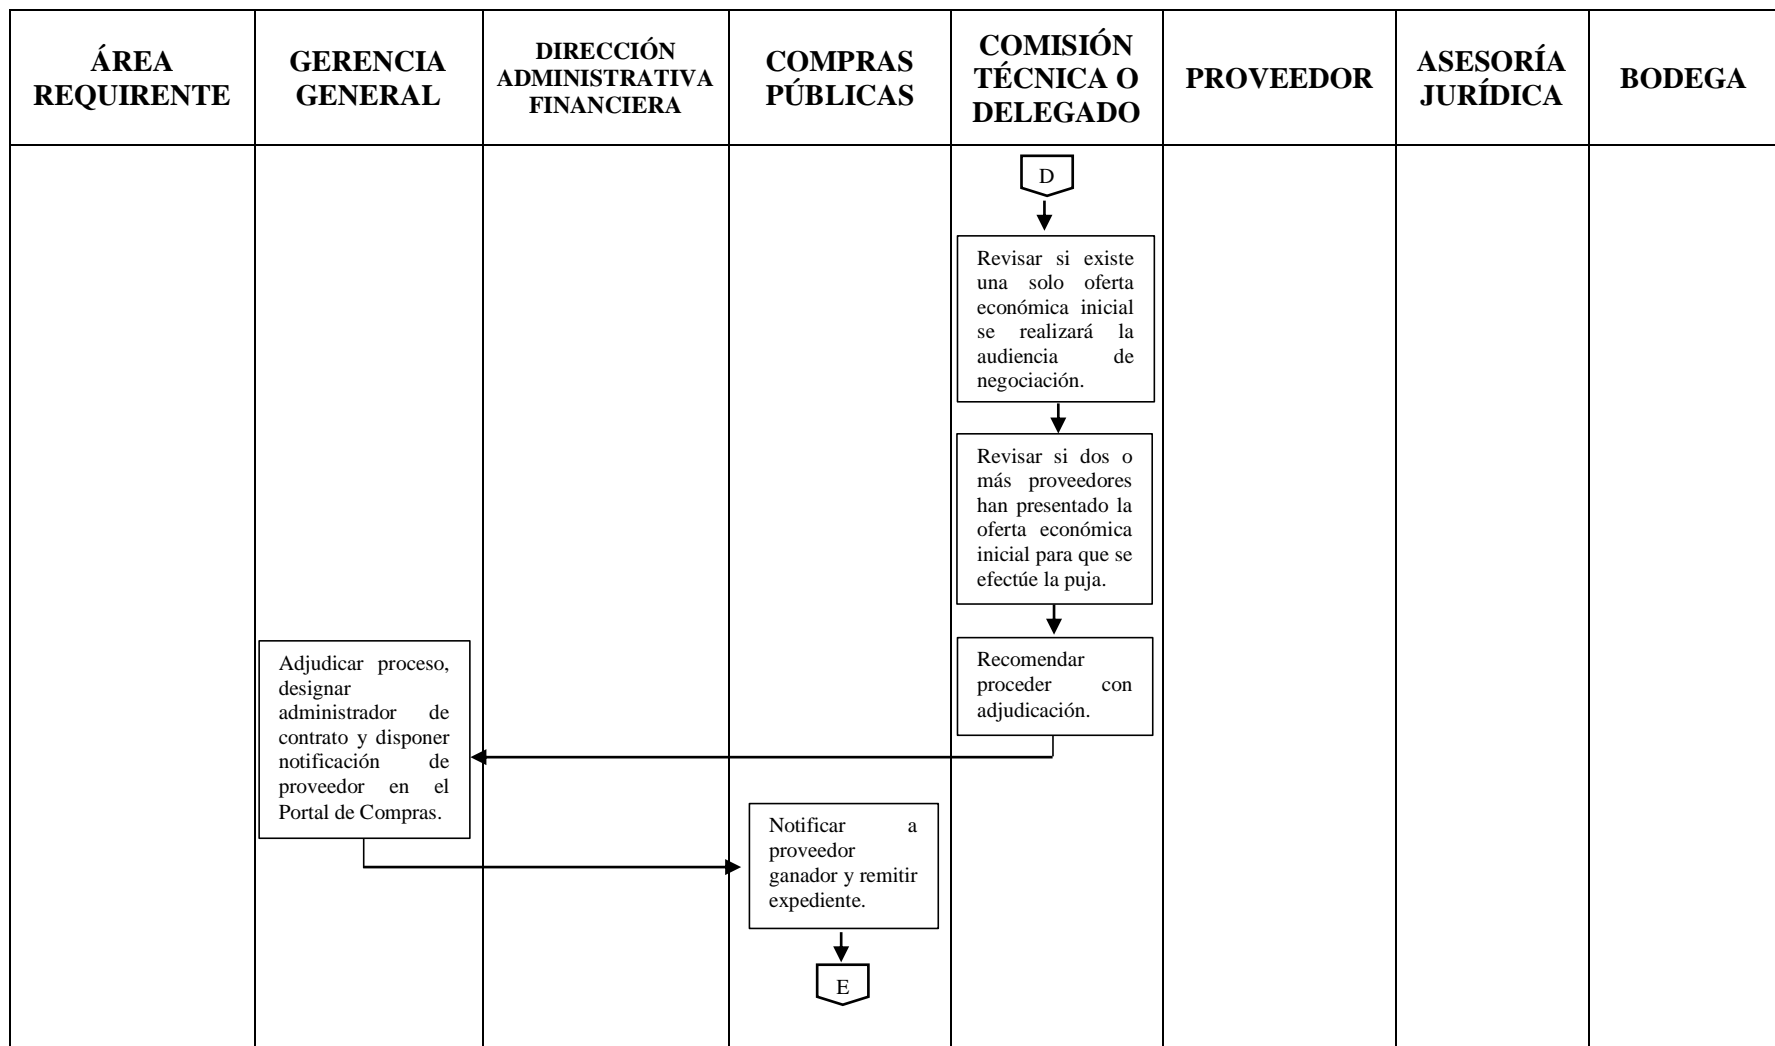 ÁREA
REQUIRENTE
GERENCIA
GENERAL
DIRECCIÓN
ADMINISTRATIVA
FINANCIERA
COMPRAS
PÚBLICAS
COMISIÓN
TÉCNICA O
DELEGADO
PROVEEDOR
ASESORÍA
JURÍDICA
BODEGA
D
Revisar si existe
una solo oferta
económica inicial
se realizará la
audiencia de
negociación.
Revisar si dos o
más proveedores
han presentado la
oferta económica
inicial para que se
efectúe la puja.
Recomendar
proceder con
adjudicación.
Adjudicar proceso,
designar
administrador de
contrato y disponer
notificación de
proveedor en el
Portal de Compras.
Notificar a
proveedor
ganador y remitir
expediente.
E